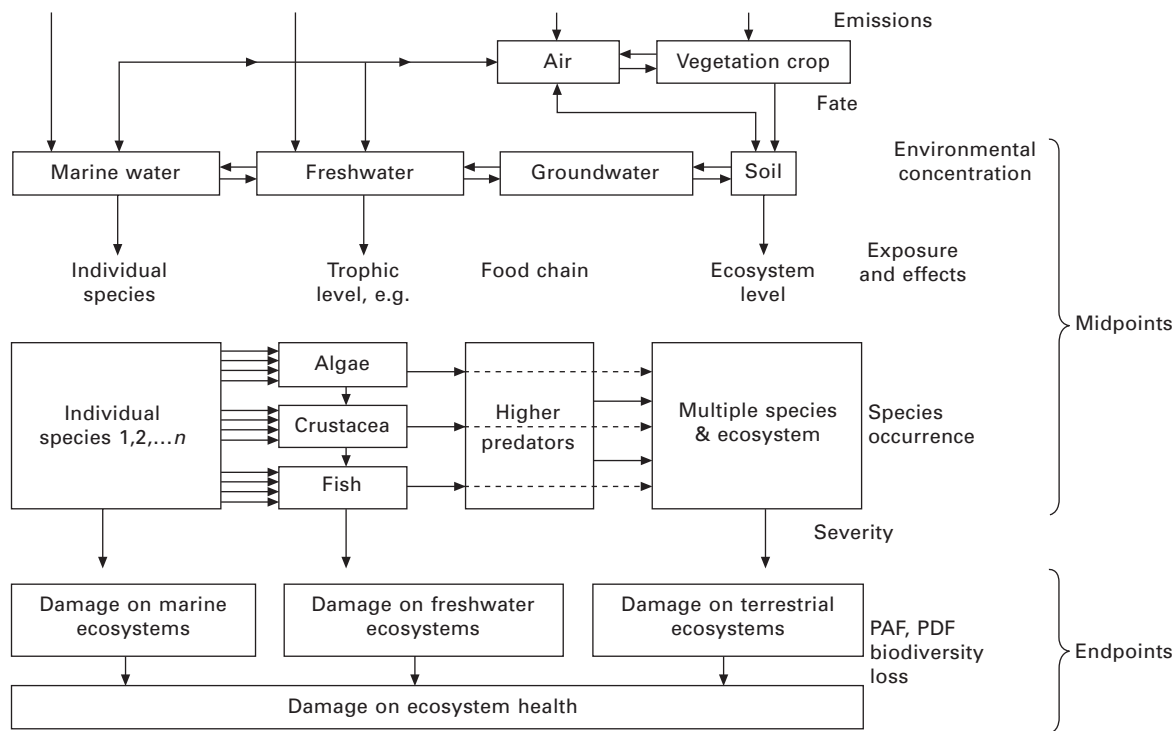 Emissions
Air
Vegetation crop
Fate
Marine water
Freshwater
Groundwater
Soil
Environmental
concentration
Individual
species
Trophic
level, e.g.
Food chain
Ecosystem
level
Exposure
and effects
Midpoints
Individual
species 1,2,...n
Algae
Crustacea
Fish
Higher
predators
Multiple species
& ecosystem
Species
occurrence
Severity
Damage on marine
ecosystems
Damage on freshwater
ecosystems
Damage on terrestrial
ecosystems
PAF, PDF
biodiversity
loss
Endpoints
Damage on ecosystem health